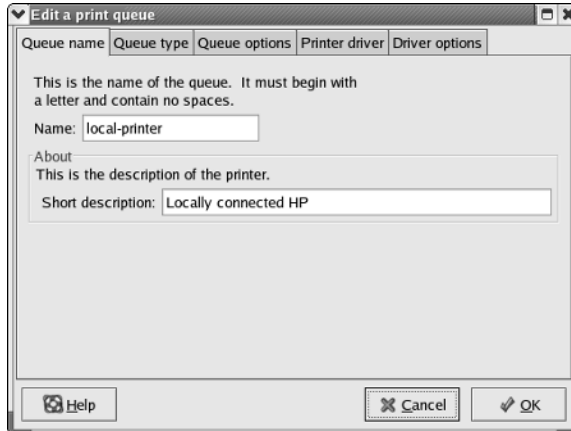 Edit a print queue
Queue name Queue type Queue options Printer driver Driver options
This is the name of the queue. It must begin with
a letter and contain no spaces.
Name: local-printer
About
This is the description of the printer.
Short description: Locally connected HP
Help Cancel OK